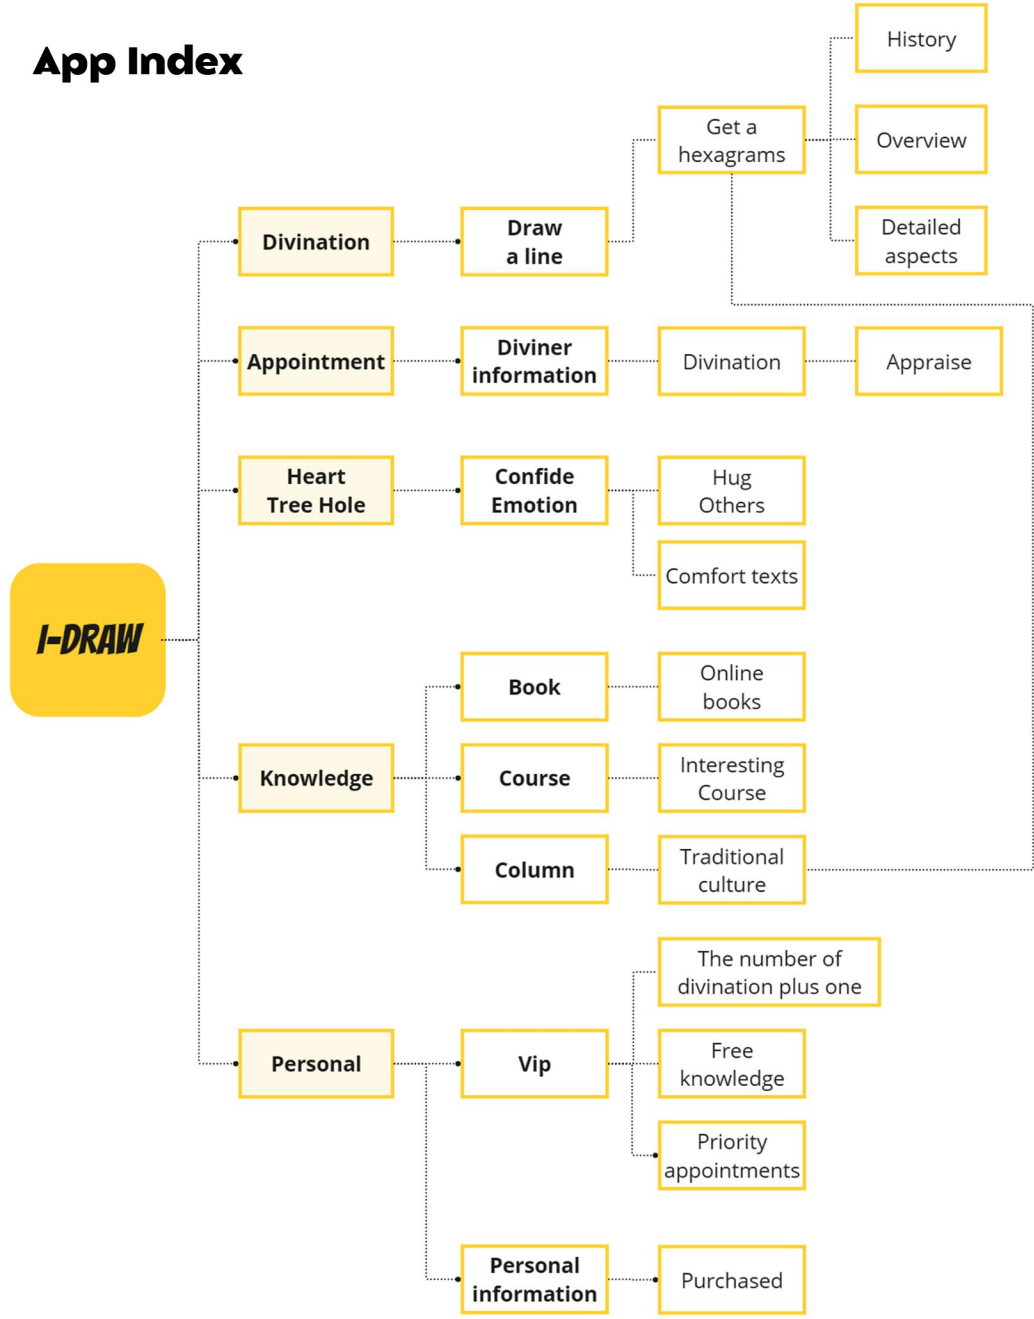 App Index
History
Get a
hexagrams
Overview
Divination
Draw
a line
Detailed
aspects
Appointment
Diviner
information
Divination
Appraise
Heart
Tree Hole
Confide
Emotion
Hug
Others
Comfort texts
I-DRAW
Book
Online
books
Knowledge
Course
Interesting
Course
Column
Traditional
culture
The number of
divination plus one
Personal
Vip
Free
knowledge
Priority
appointments
Personal
information
Purchased